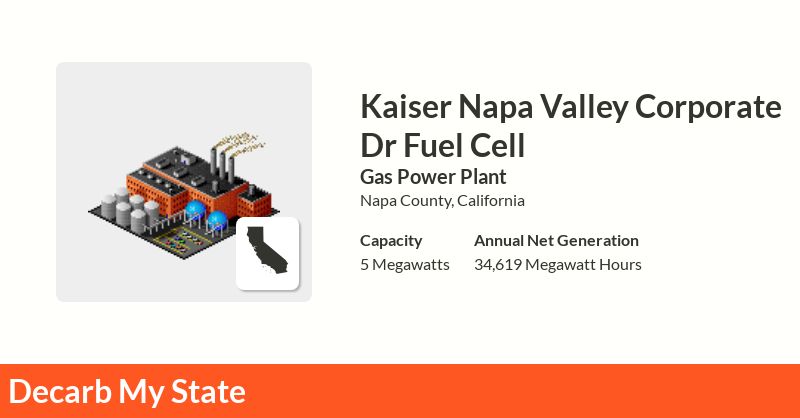 Kaiser Napa Valley Corporate
Dr Fuel Cell
Gas Power Plant
Napa County, California
Capacity Annual Net Generation
5 Megawatts 34,619 Megawatt Hours
Decarb My State